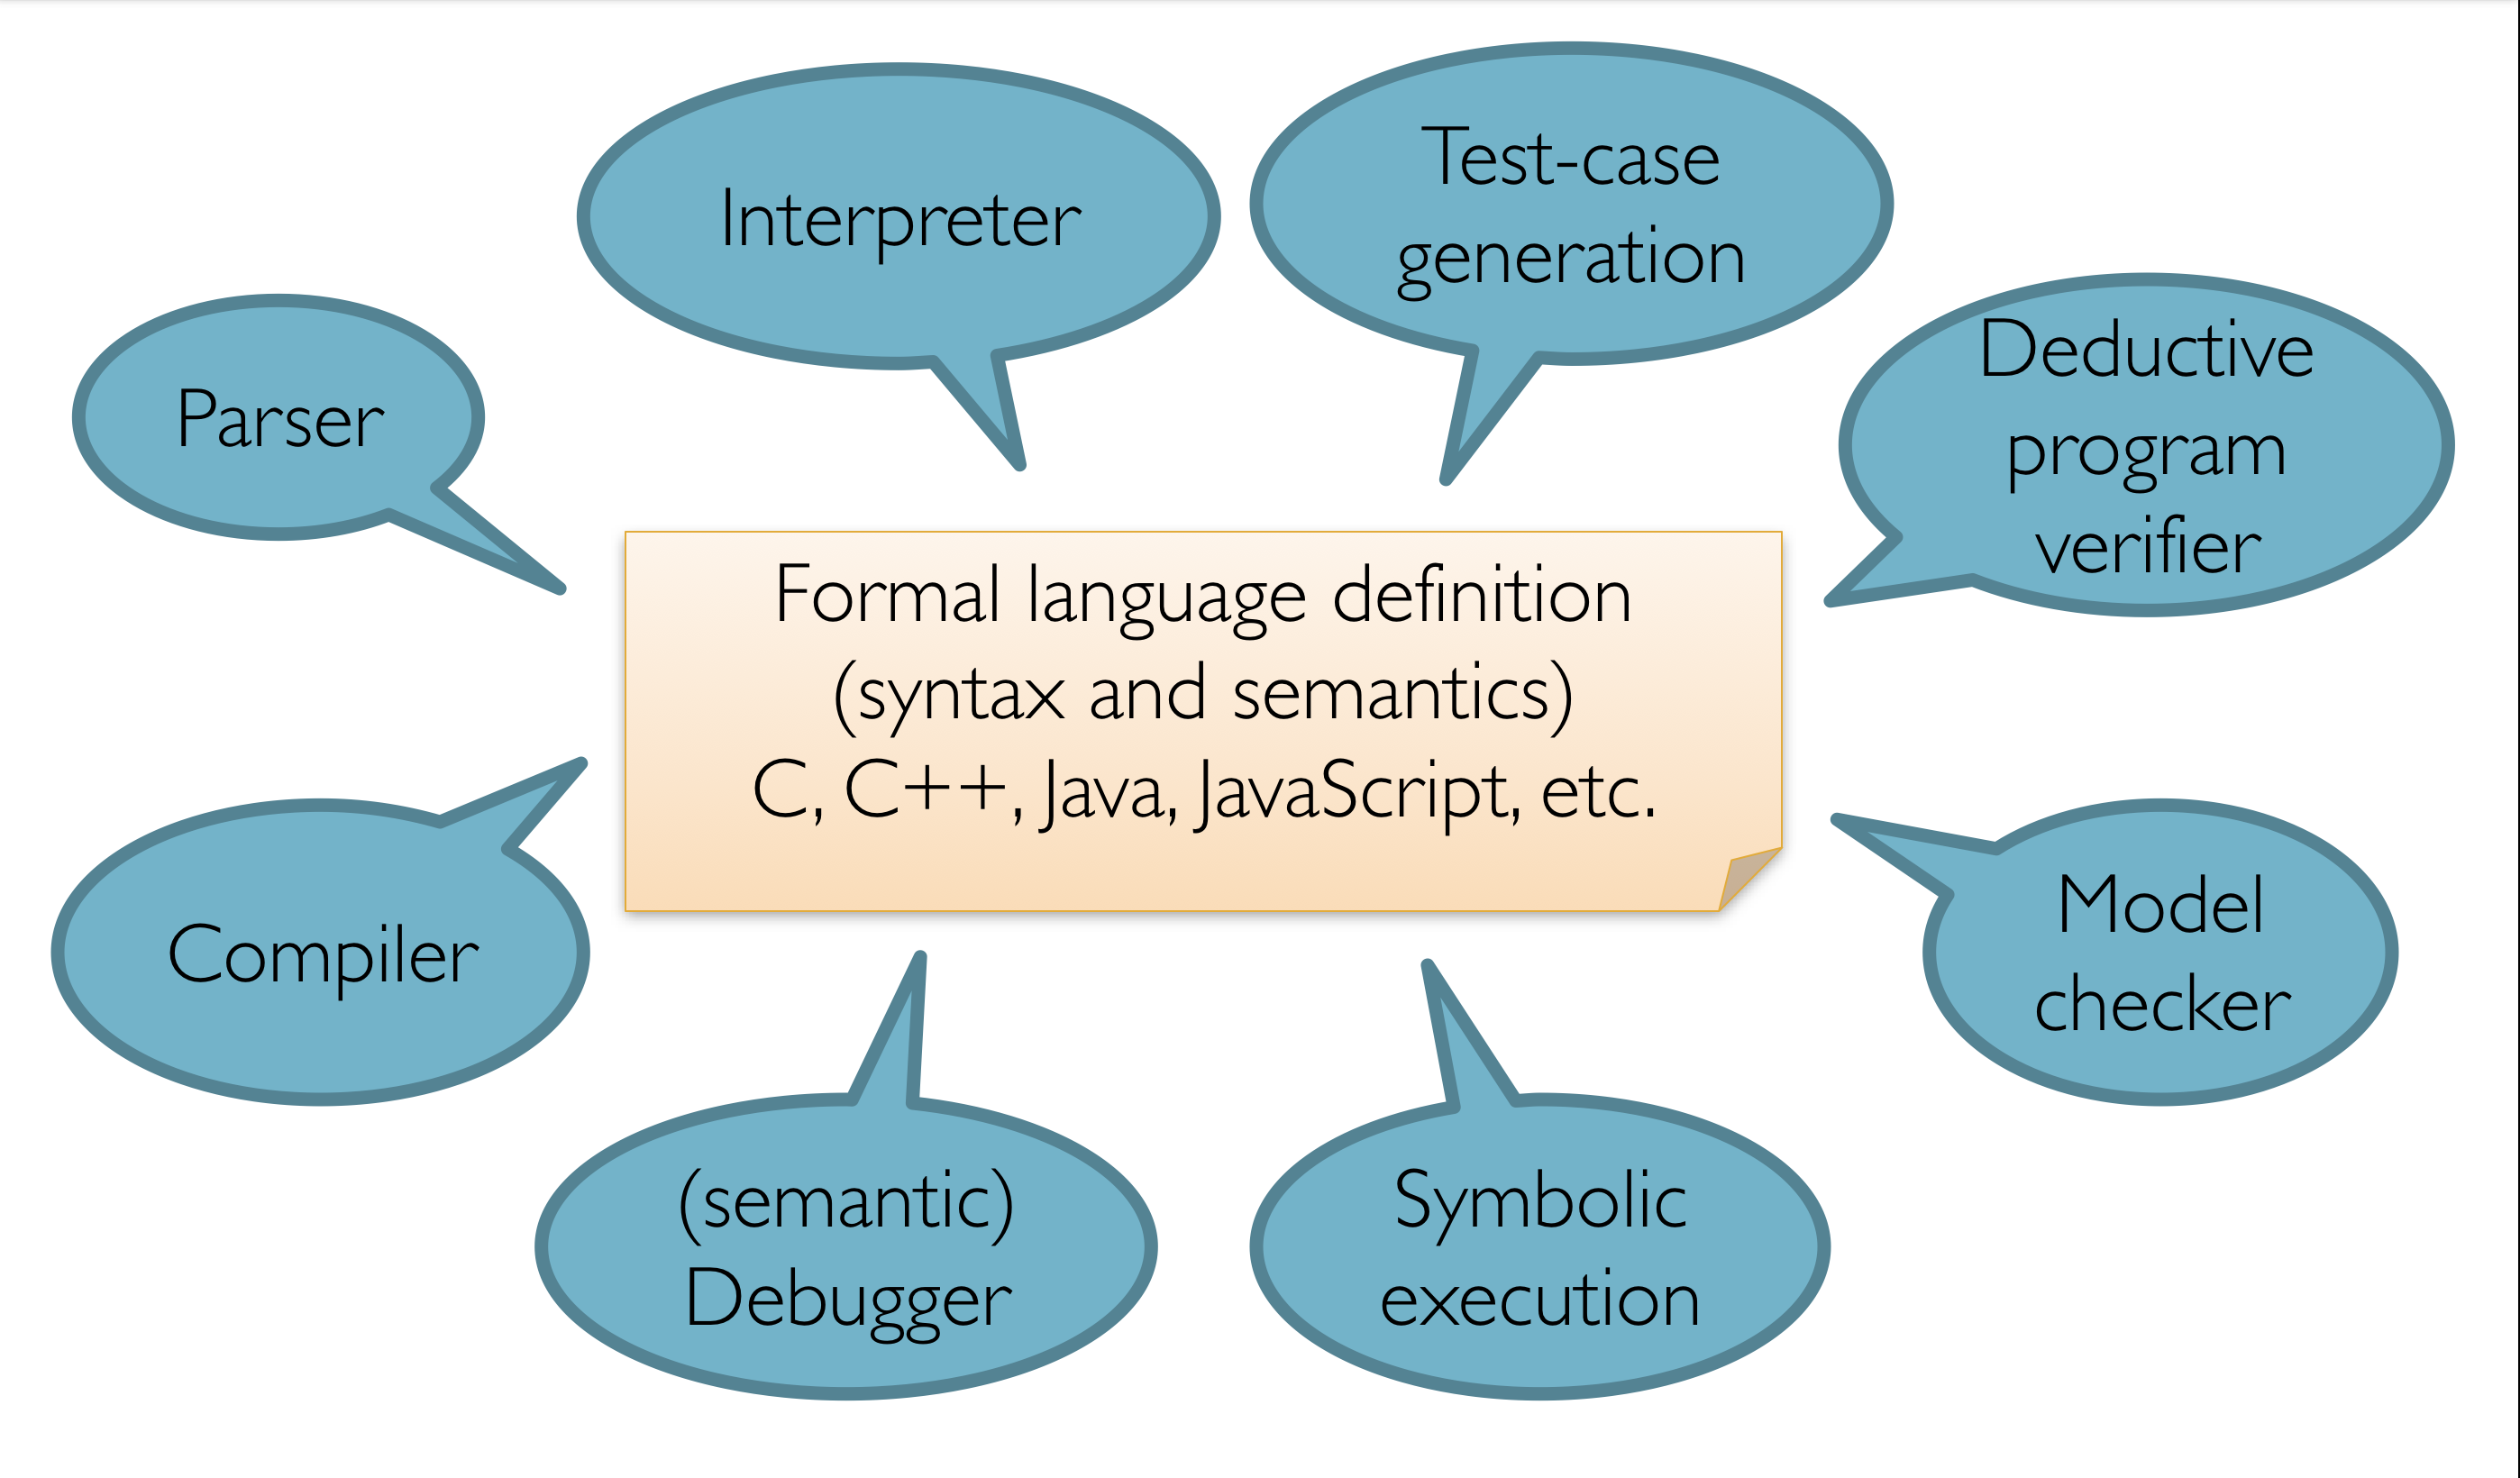 Interpreter
Test-case
generation
Parser
Deductive
program
verifier
Formal language definition
(syntax and semantics)
C, C++, Java, JavaScript, etc.
Compiler
Model
checker
(semantic)
Debugger
Symbolic
execution